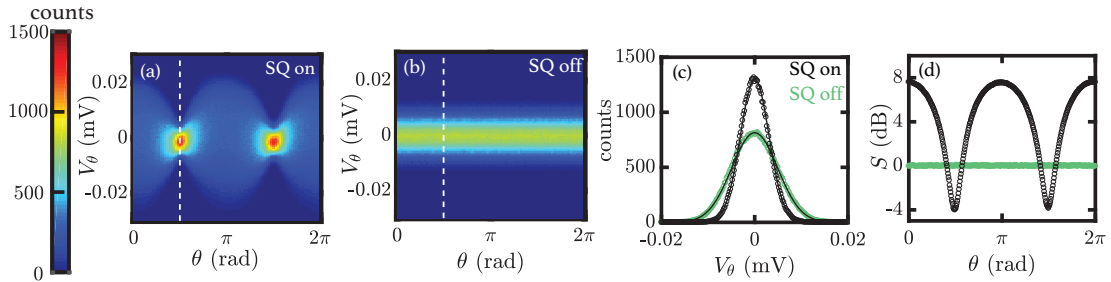 counts
1500
1000
500
0
(a)
SQ on
0.02
0
-0.02
V_θ (mV)
0
π
2π
θ (rad)
(b)
SQ off
0.02
0
-0.02
V_θ (mV)
0
π
2π
θ (rad)
(c)
SQ on
SQ off
1500
1000
500
0
counts
-0.02
0
0.02
V_θ (mV)
(d)
8
4
0
-4
S (dB)
0
π
2π
θ (rad)